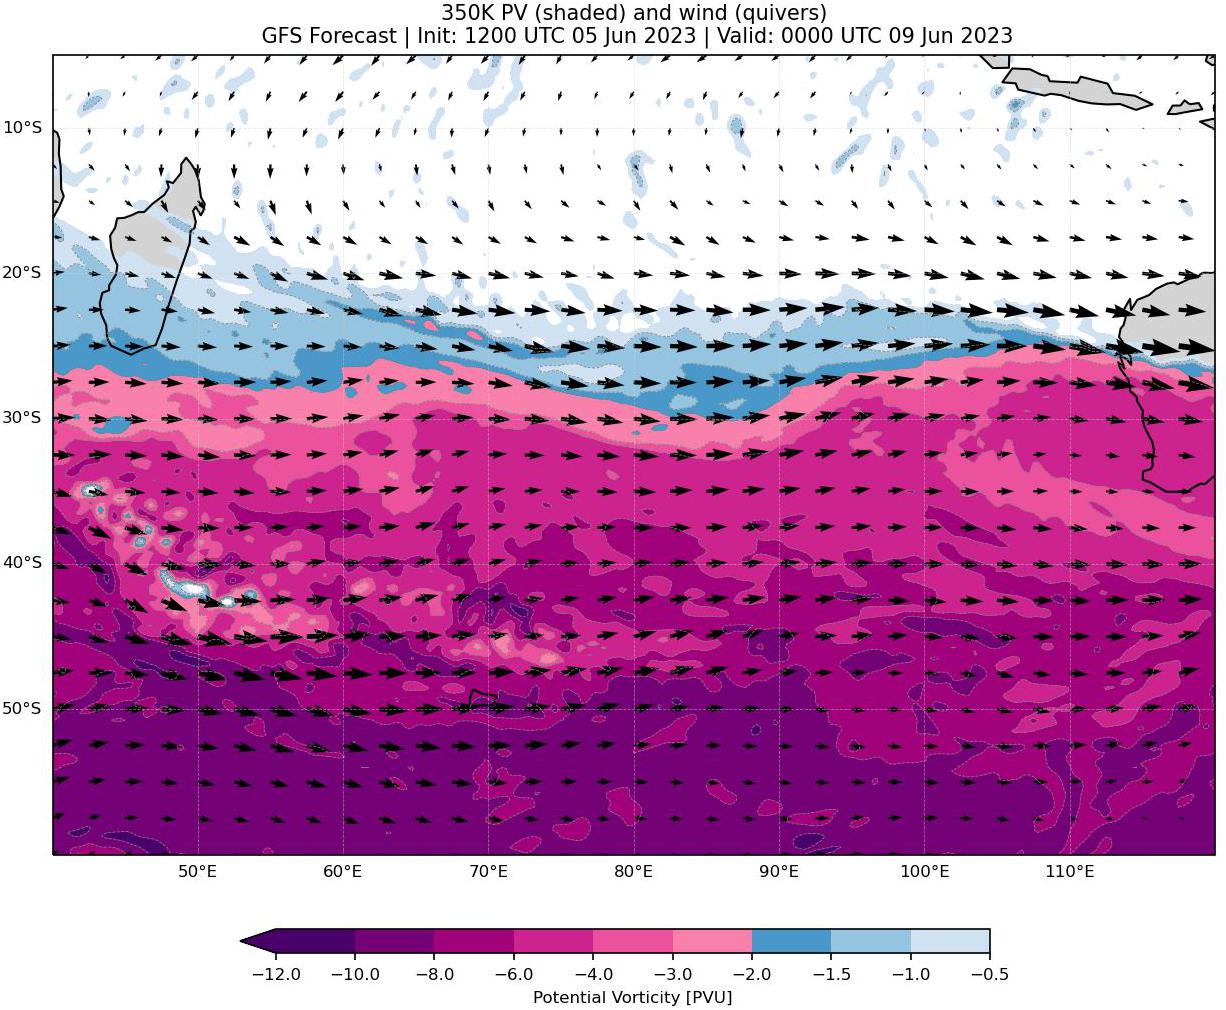 350K PV (shaded) and wind (quivers)
GFS Forecast | Init: 1200 UTC 05 Jun 2023 | Valid: 0000 UTC 09 Jun 2023
10°S
20°S
30°S
40°S
50°S
50°E 60°E 70°E 80°E 90°E 100°E 110°E
−12.0 −10.0 −8.0 −6.0 −4.0 −3.0 −2.0 −1.5 −1.0 −0.5
Potential Vorticity [PVU]